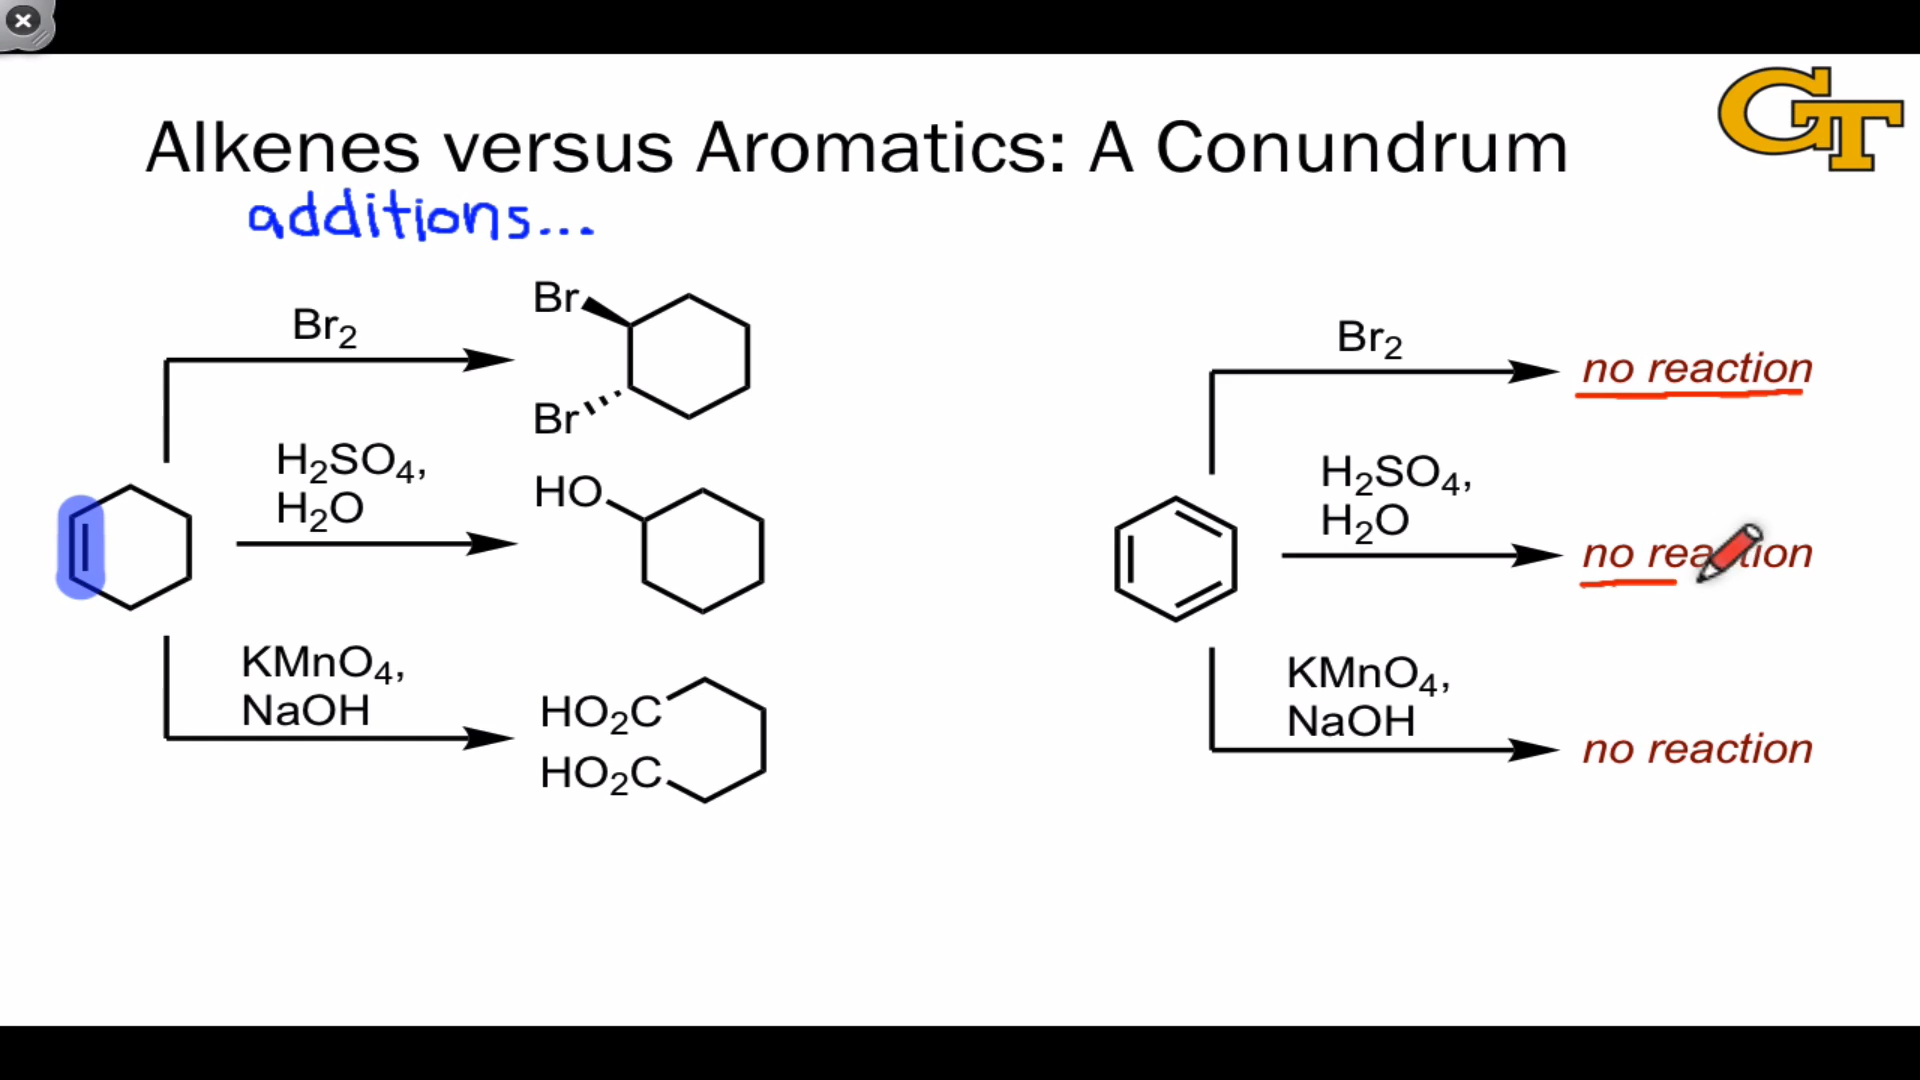 Alkenes versus Aromatics: A Conundrum
GT
additions...
Br
Br₂
Br
H₂SO₄,
H₂O
HO
KMnO₄,
NaOH
HO₂C
HO₂C
Br₂
no reaction
H₂SO₄,
H₂O
no reaction
KMnO₄,
NaOH
no reaction